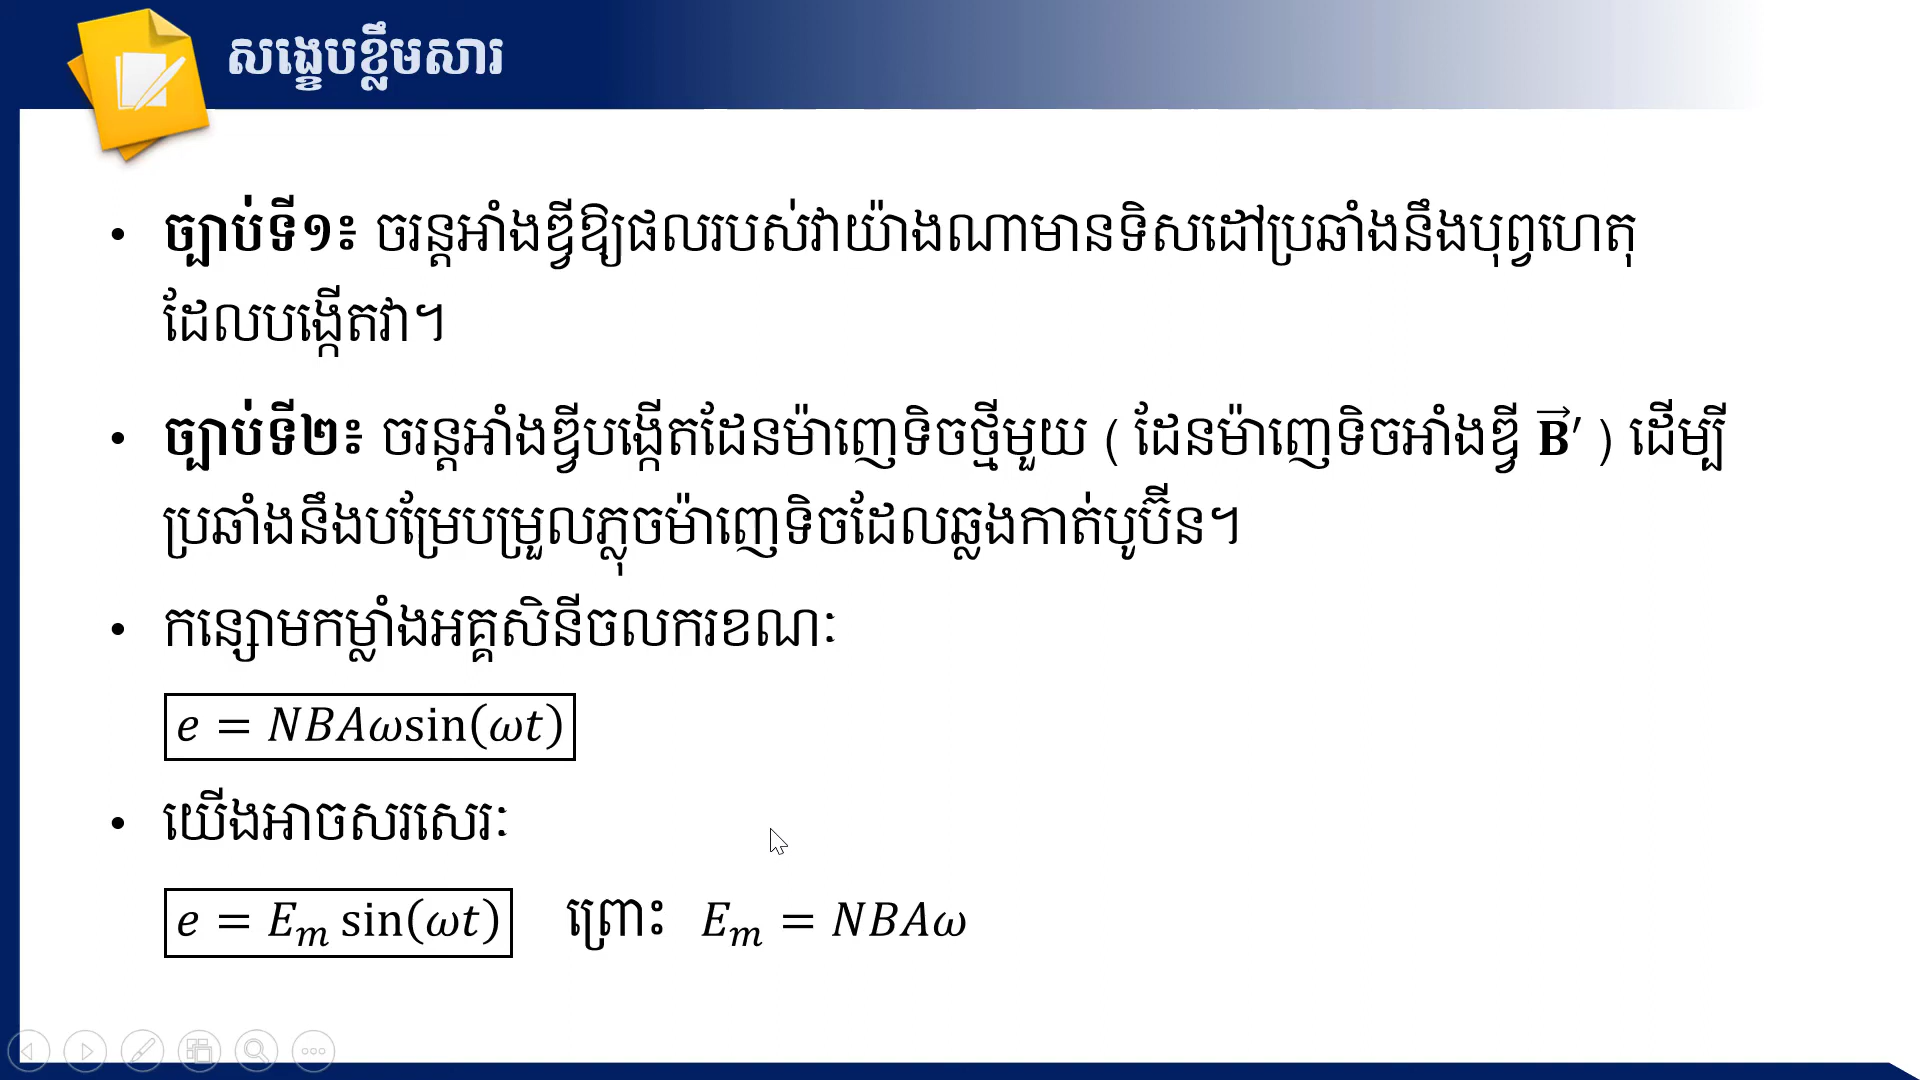 សង្ខេបខ្លឹមសារ
• ច្បាប់ទី១៖ ចរន្តអាំងឌ្វីឱ្យផលរបស់វាយ៉ាងណាមានទិសដៅប្រឆាំងនឹងបុព្វហេតុ
ដែលបង្កើតវា។
• ច្បាប់ទី២៖ ចរន្តអាំងឌ្វីបង្កើតដែនម៉ាញេទិចថ្មីមួយ ( ដែនម៉ាញេទិចអាំងឌ្វី B⃗′ ) ដើម្បី
ប្រឆាំងនឹងបម្រែបម្រួលភ្លុចម៉ាញេទិចដែលឆ្លងកាត់បូប៊ីន។
• កន្សោមកម្លាំងអគ្គសិនីចលករខណៈ
e = NBAωsin(ωt)
• យើងអាចសរសេរៈ
e = Eₘ sin(ωt) ព្រោះ Eₘ = NBAω